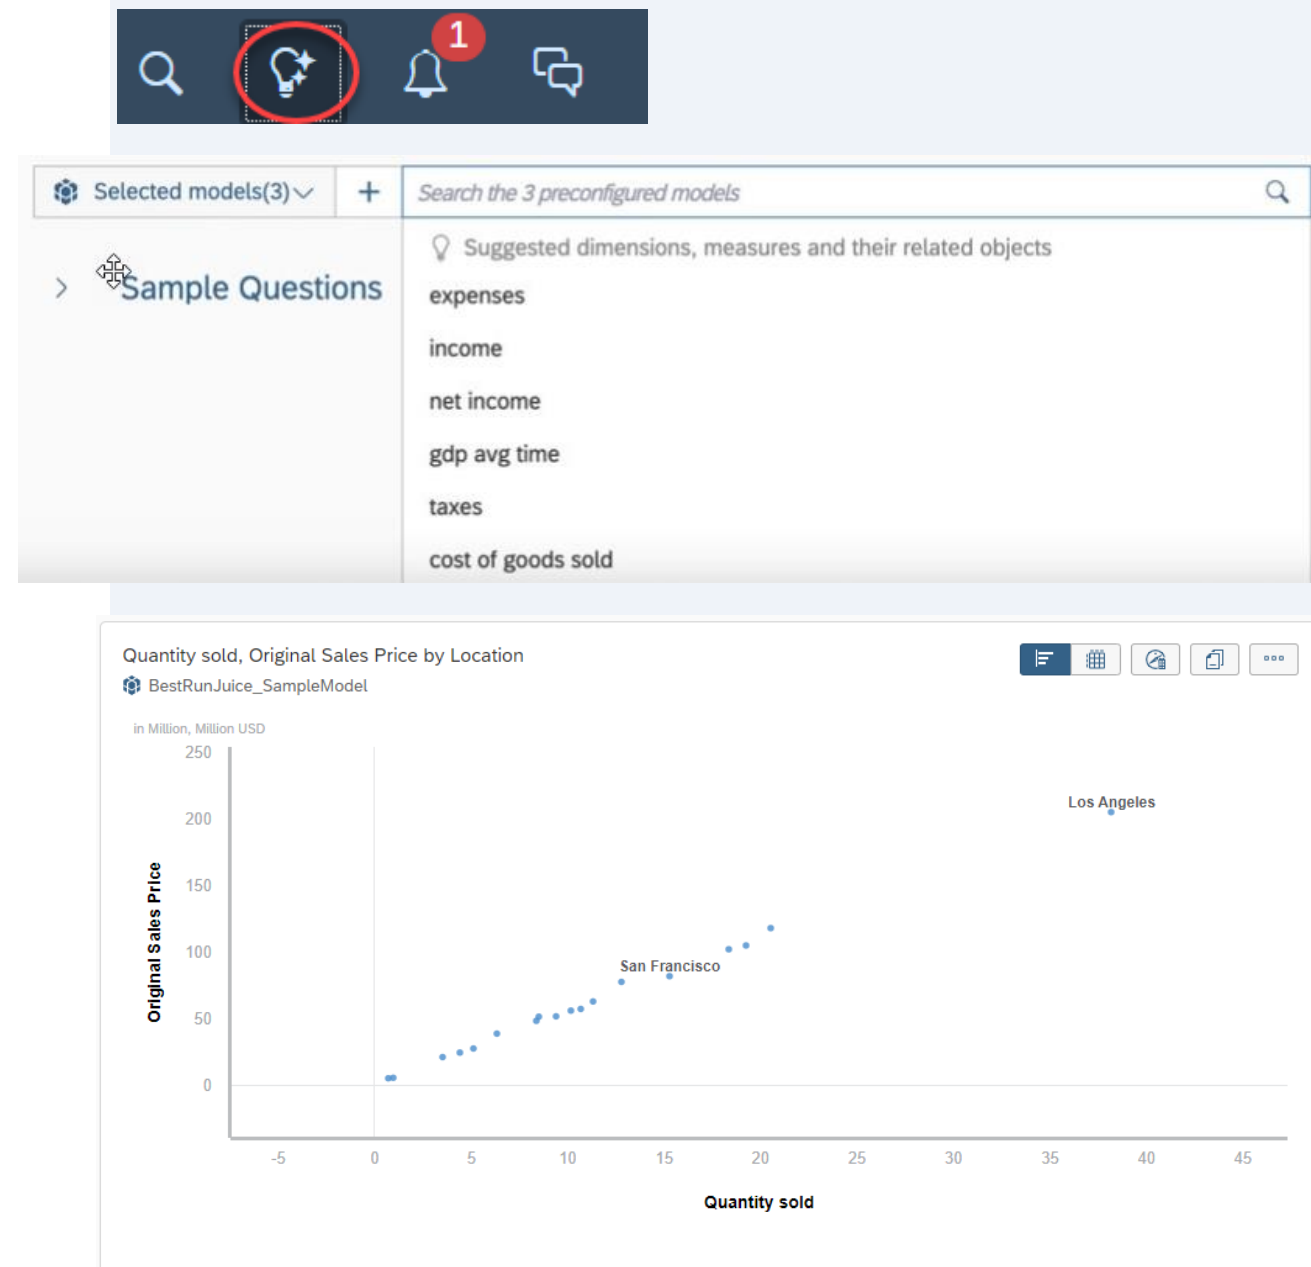 1
Selected models(3)
+
Search the 3 preconfigured models
Suggested dimensions, measures and their related objects
Sample Questions
expenses
income
net income
gdp avg time
taxes
cost of goods sold
Quantity sold, Original Sales Price by Location
BestRunJuice_SampleModel
in Million, Million USD
250
200
150
100
50
0
Original Sales Price
Los Angeles
San Francisco
-5 0 5 10 15 20 25 30 35 40 45
Quantity sold